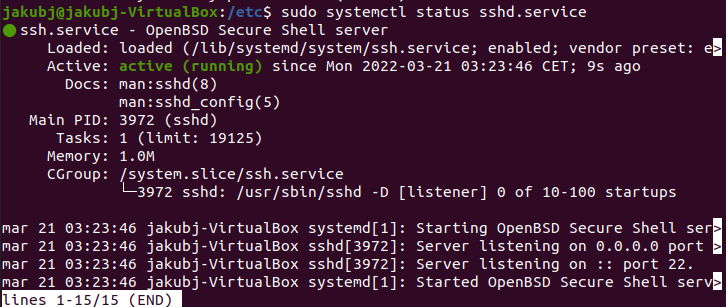 jakubj@jakubj-VirtualBox:/etc$ sudo systemctl status sshd.service
● ssh.service - OpenBSD Secure Shell server
     Loaded: loaded (/lib/systemd/system/ssh.service; enabled; vendor preset: e>
     Active: active (running) since Mon 2022-03-21 03:23:46 CET; 9s ago
       Docs: man:sshd(8)
             man:sshd_config(5)
   Main PID: 3972 (sshd)
      Tasks: 1 (limit: 19125)
     Memory: 1.0M
     CGroup: /system.slice/ssh.service
             └─3972 sshd: /usr/sbin/sshd -D [listener] 0 of 10-100 startups

mar 21 03:23:46 jakubj-VirtualBox systemd[1]: Starting OpenBSD Secure Shell ser>
mar 21 03:23:46 jakubj-VirtualBox sshd[3972]: Server listening on 0.0.0.0 port >
mar 21 03:23:46 jakubj-VirtualBox sshd[3972]: Server listening on :: port 22.
mar 21 03:23:46 jakubj-VirtualBox systemd[1]: Started OpenBSD Secure Shell serv>
lines 1-15/15 (END)